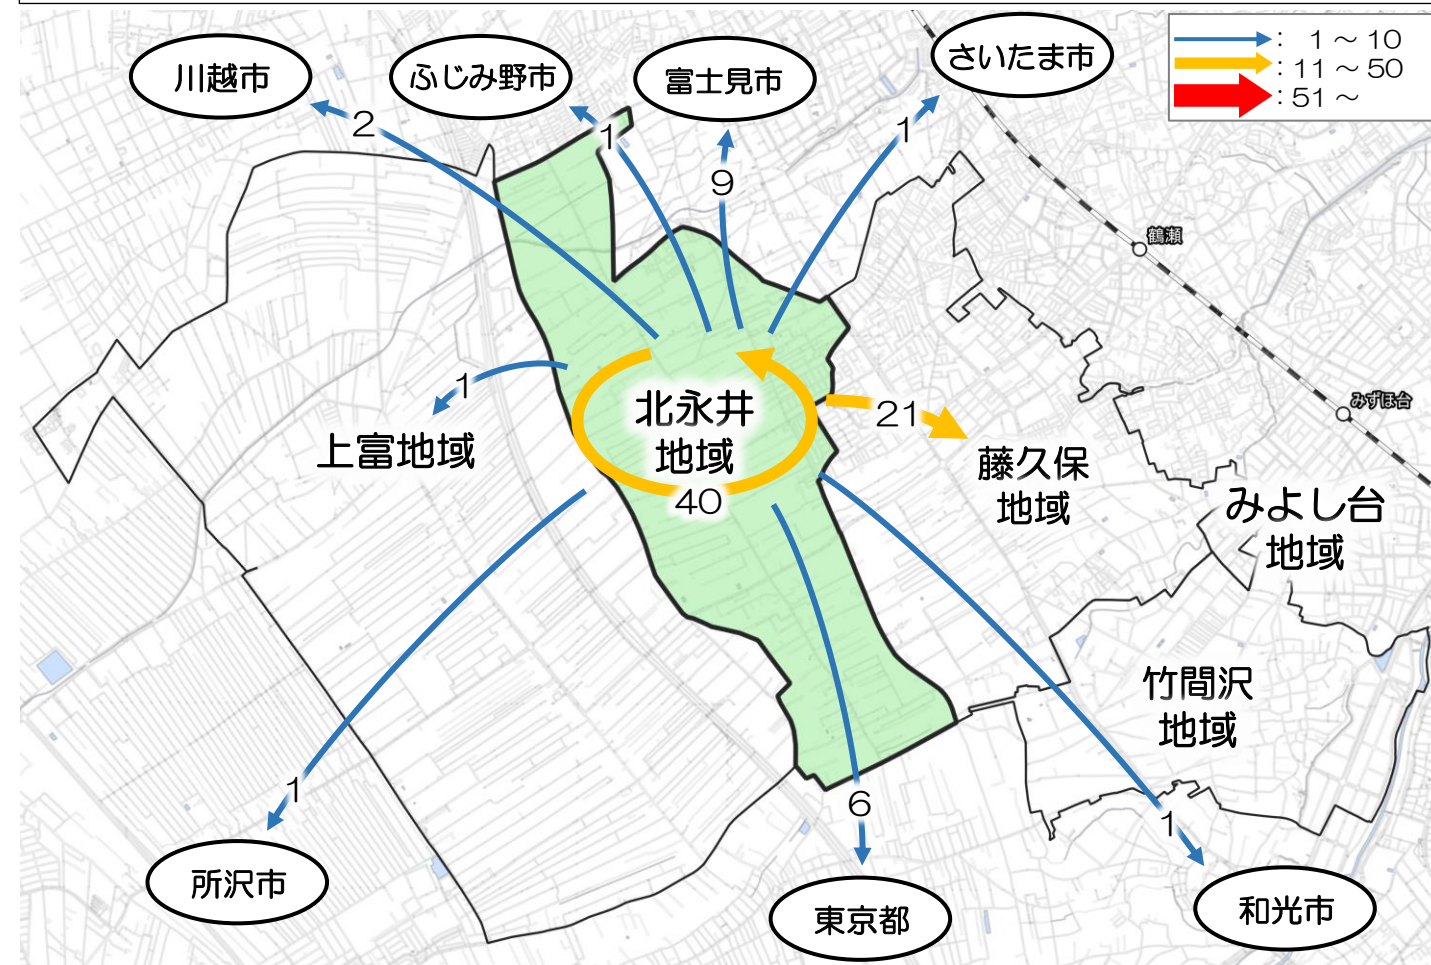 川越市
ふじみ野市
富士見市
さいたま市
: 1～10
: 11～50
: 51～
2
1
9
1
鶴瀬
みずほ台
1
上富地域
北永井
地域
40
21
藤久保
地域
みよし台
地域
竹間沢
地域
1
6
1
所沢市
東京都
和光市